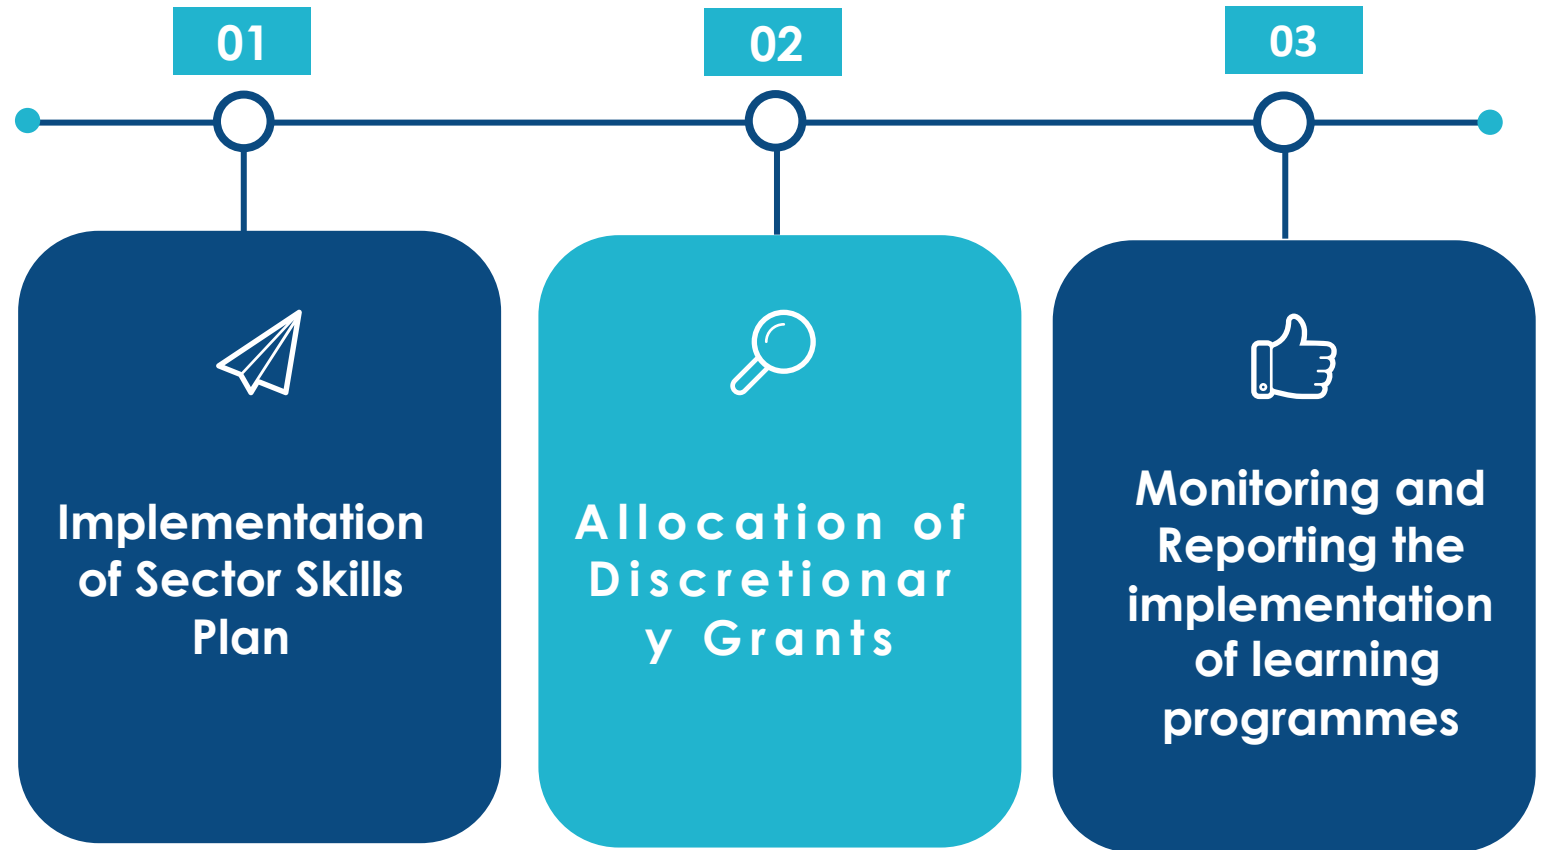 01
Implementation
of Sector Skills
Plan
02
Allocation of
Discretionar
y Grants
03
Monitoring and
Reporting the
implementation
of learning
programmes